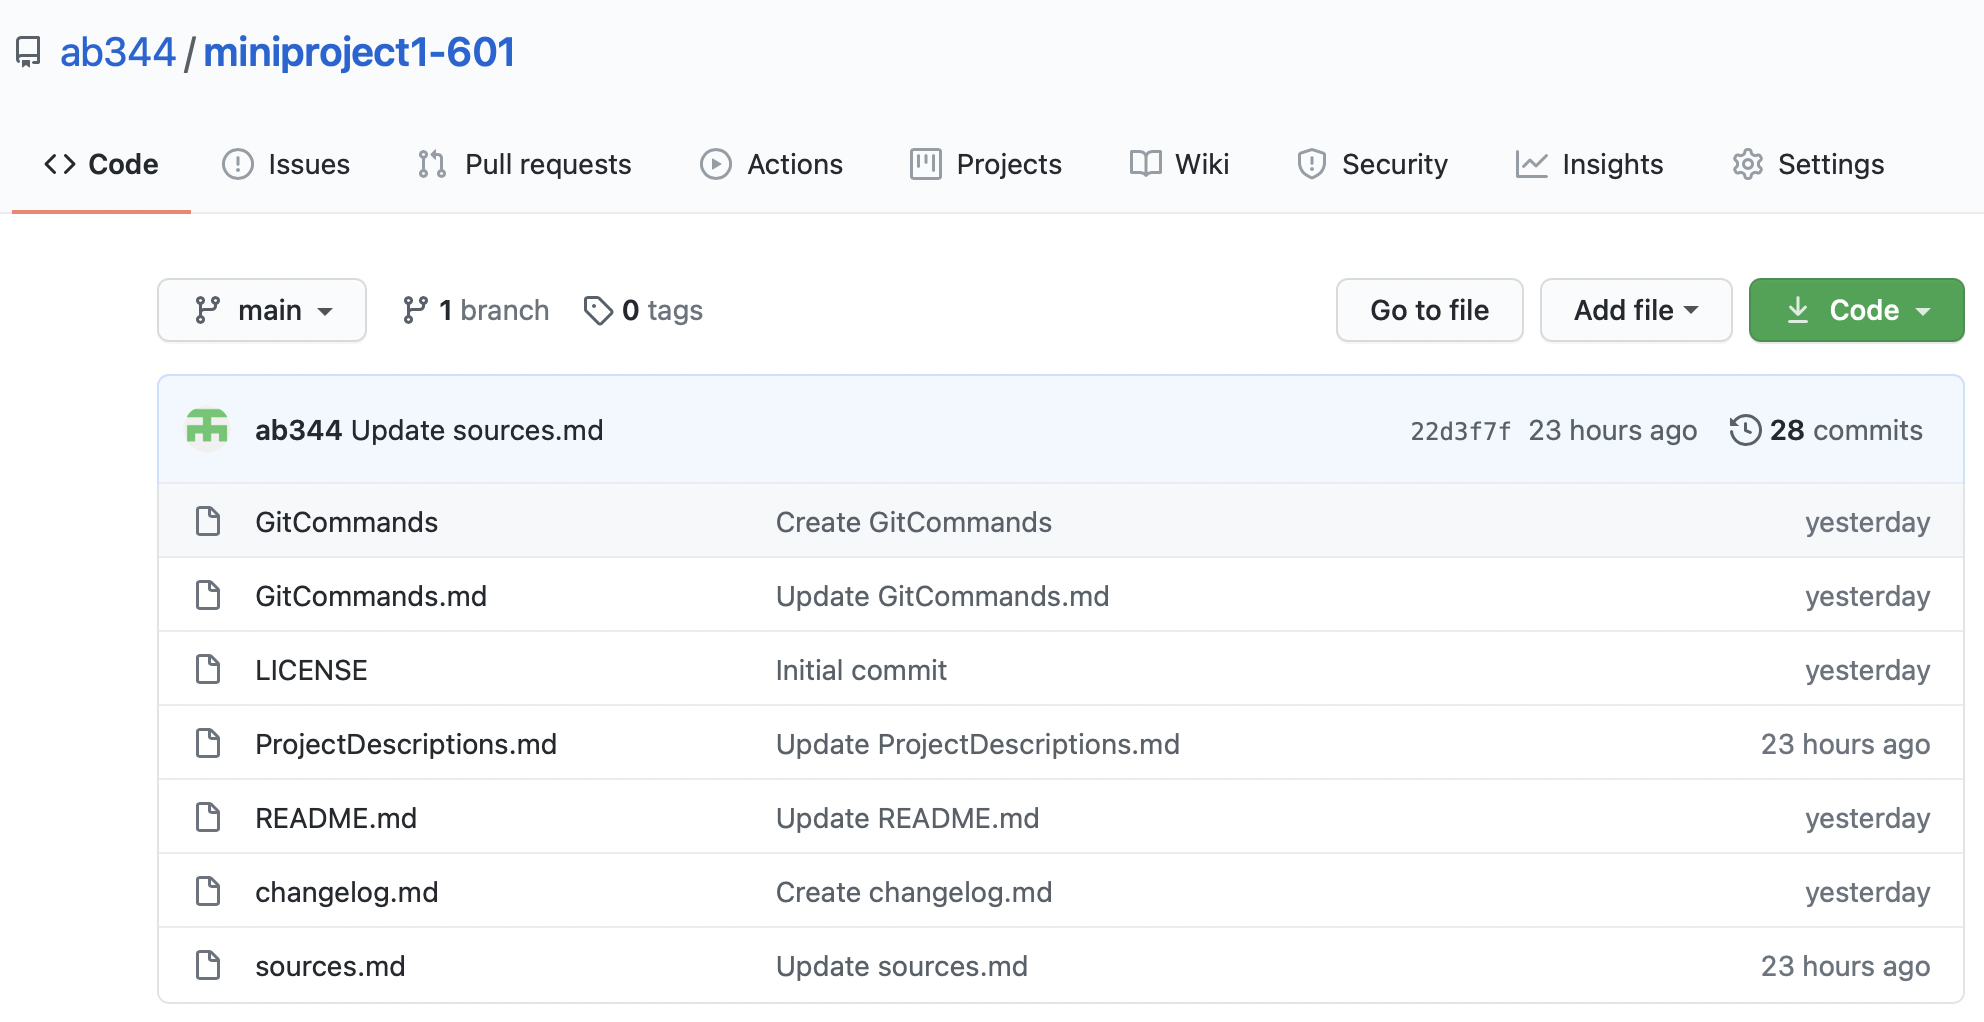 ab344 / miniproject1-601
Code Issues Pull requests Actions Projects Wiki Security Insights Settings
main 1 branch 0 tags Go to file Add file Code
ab344 Update sources.md 22d3f7f 23 hours ago 28 commits
GitCommands Create GitCommands yesterday
GitCommands.md Update GitCommands.md yesterday
LICENSE Initial commit yesterday
ProjectDescriptions.md Update ProjectDescriptions.md 23 hours ago
README.md Update README.md yesterday
changelog.md Create changelog.md yesterday
sources.md Update sources.md 23 hours ago